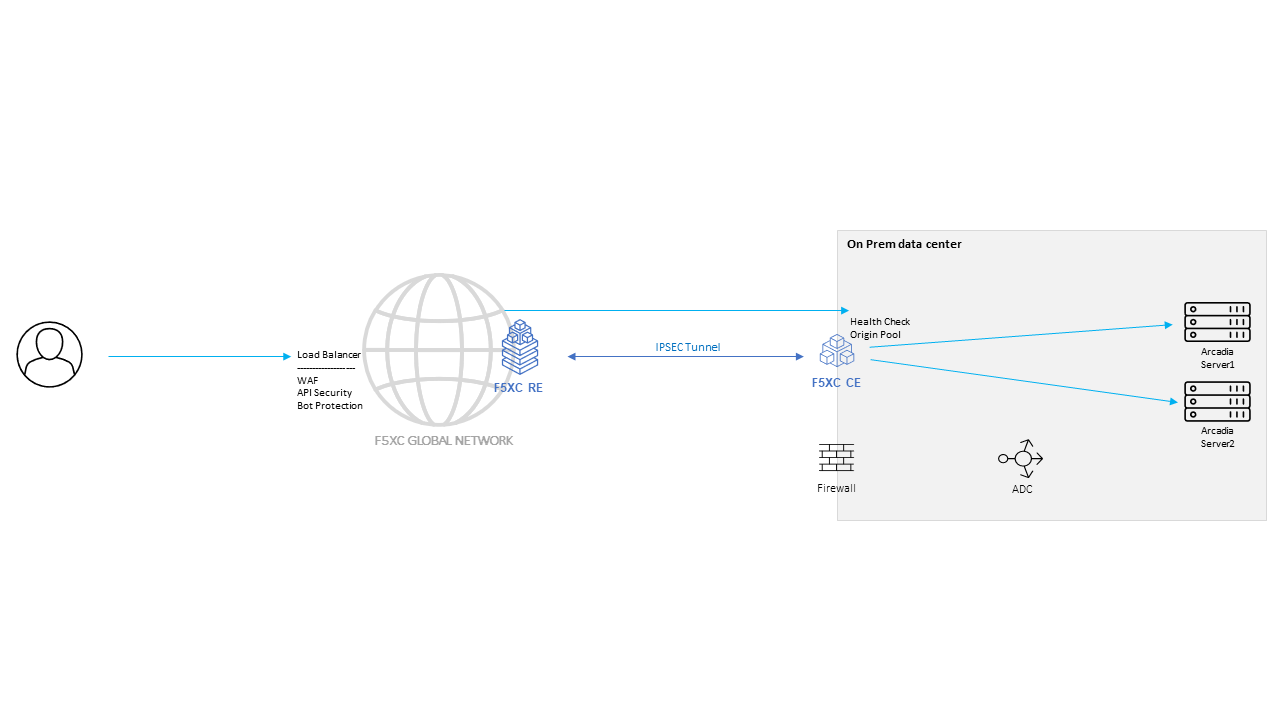 On Prem data center
Health Check
Origin Pool
IPSEC Tunnel
Load Balancer
-------------------
WAF
API Security
Bot Protection
F5XC RE
F5XC GLOBAL NETWORK
F5XC CE
Arcadia
Server1
Arcadia
Server2
Firewall
ADC